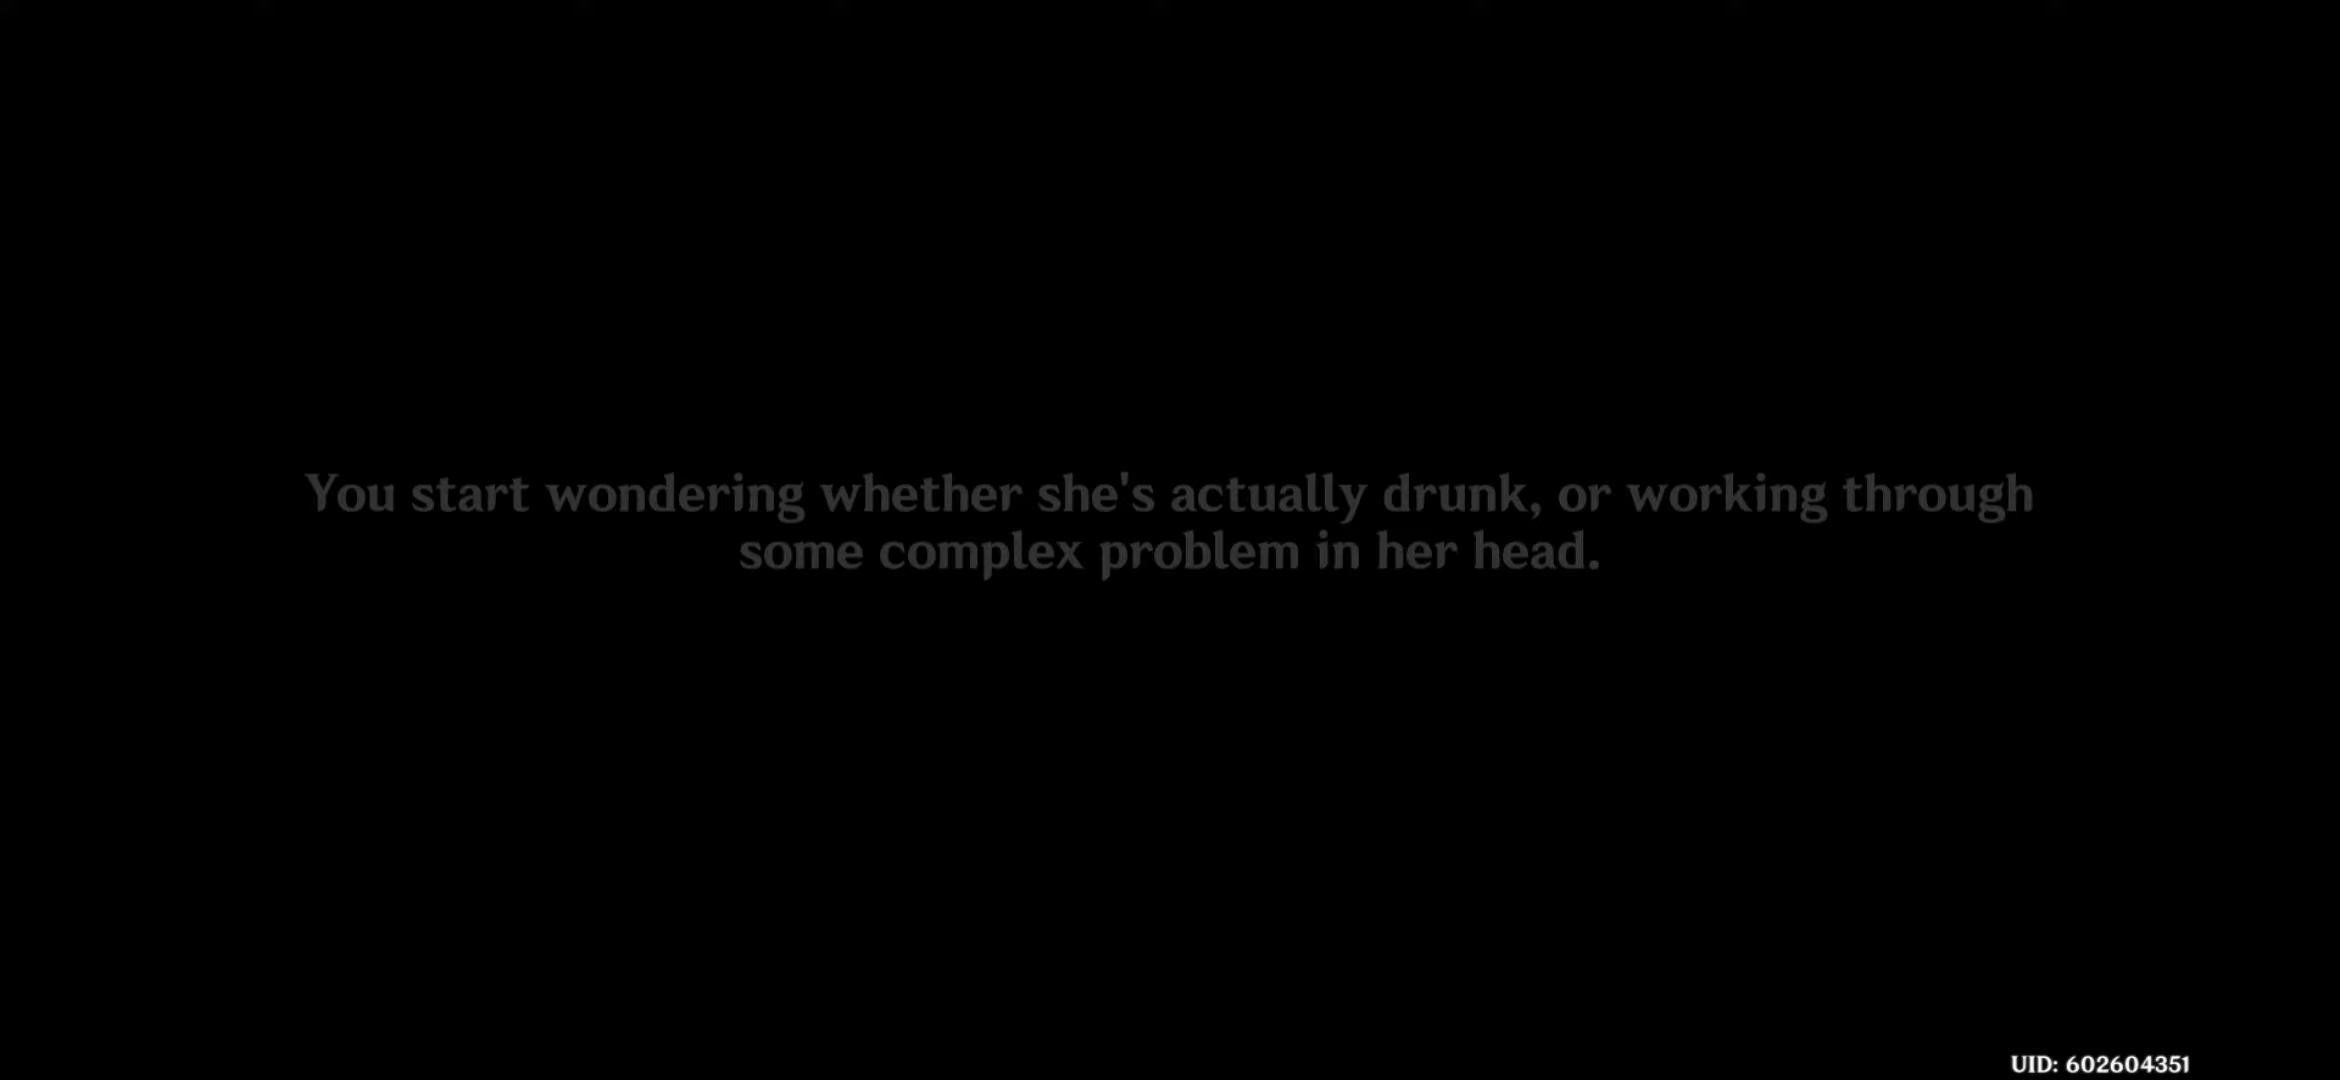 You start wondering whether she's actually drunk, or working through
some complex problem in her head.
UID: 602604351